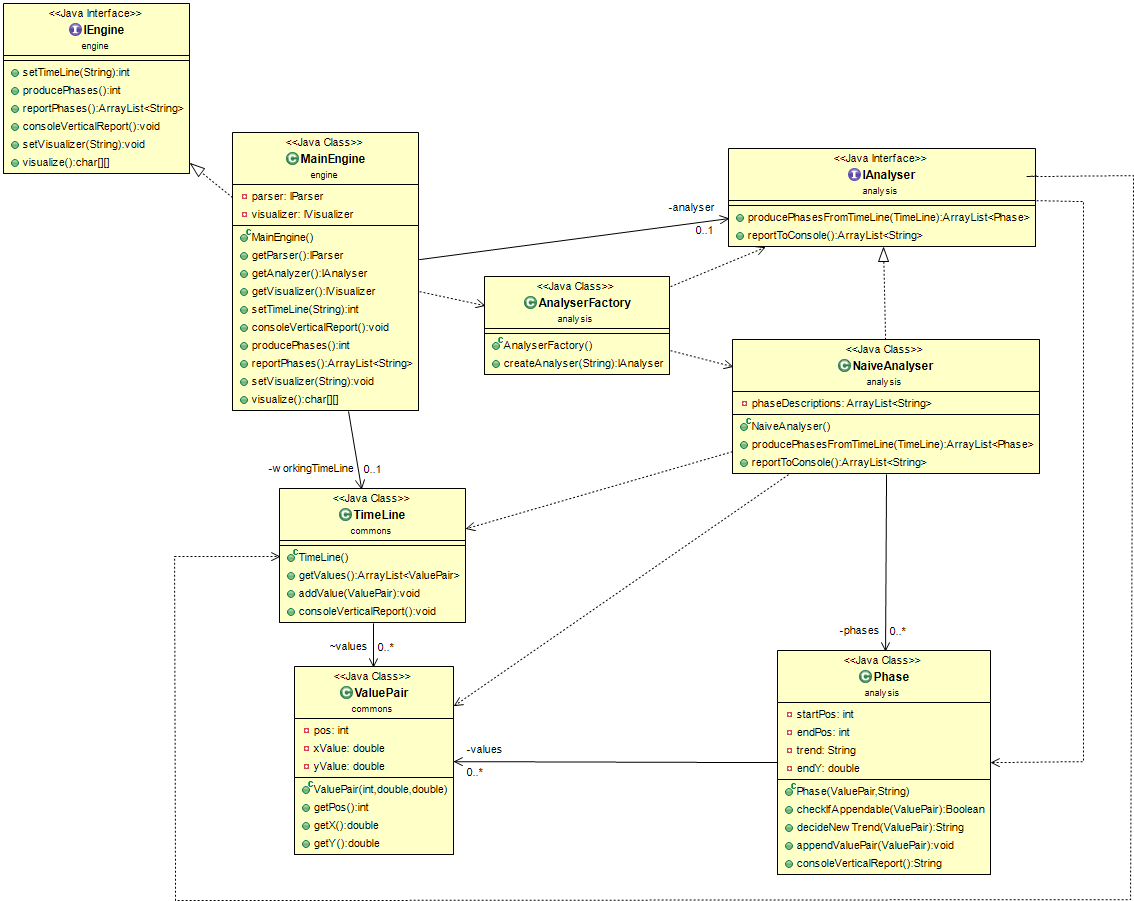 <<Java Interface>>
IEngine
engine
setTimeLine(String):int
producePhases():int
reportPhases():ArrayList<String>
consoleVerticalReport():void
setVisualizer(String):void
visualize():char[][]
<<Java Class>>
MainEngine
engine
parser: IParser
visualizer: IVisualizer
MainEngine()
getParser():IParser
getAnalyzer():IAnalyser
getVisualizer():IVisualizer
setTimeLine(String):int
consoleVerticalReport():void
producePhases():int
reportPhases():ArrayList<String>
setVisualizer(String):void
visualize():char[][]
-analyser
0..1
<<Java Interface>>
IAnalyser
analysis
producePhasesFromTimeLine(TimeLine):ArrayList<Phase>
reportToConsole():ArrayList<String>
<<Java Class>>
AnalyserFactory
analysis
AnalyserFactory()
createAnalyser(String):IAnalyser
<<Java Class>>
NaiveAnalyser
analysis
phaseDescriptions: ArrayList<String>
NaiveAnalyser()
producePhasesFromTimeLine(TimeLine):ArrayList<Phase>
reportToConsole():ArrayList<String>
-w orkingTimeLine
0..1
<<Java Class>>
TimeLine
commons
TimeLine()
getValues():ArrayList<ValuePair>
addValue(ValuePair):void
consoleVerticalReport():void
~values
0..*
-phases
0..*
<<Java Class>>
ValuePair
commons
pos: int
xValue: double
yValue: double
ValuePair(int,double,double)
getPos():int
getX():double
getY():double
-values
0..*
<<Java Class>>
Phase
analysis
startPos: int
endPos: int
trend: String
endY: double
Phase(ValuePair,String)
checkIfAppendable(ValuePair):Boolean
decideNew Trend(ValuePair):String
appendValuePair(ValuePair):void
consoleVerticalReport():String